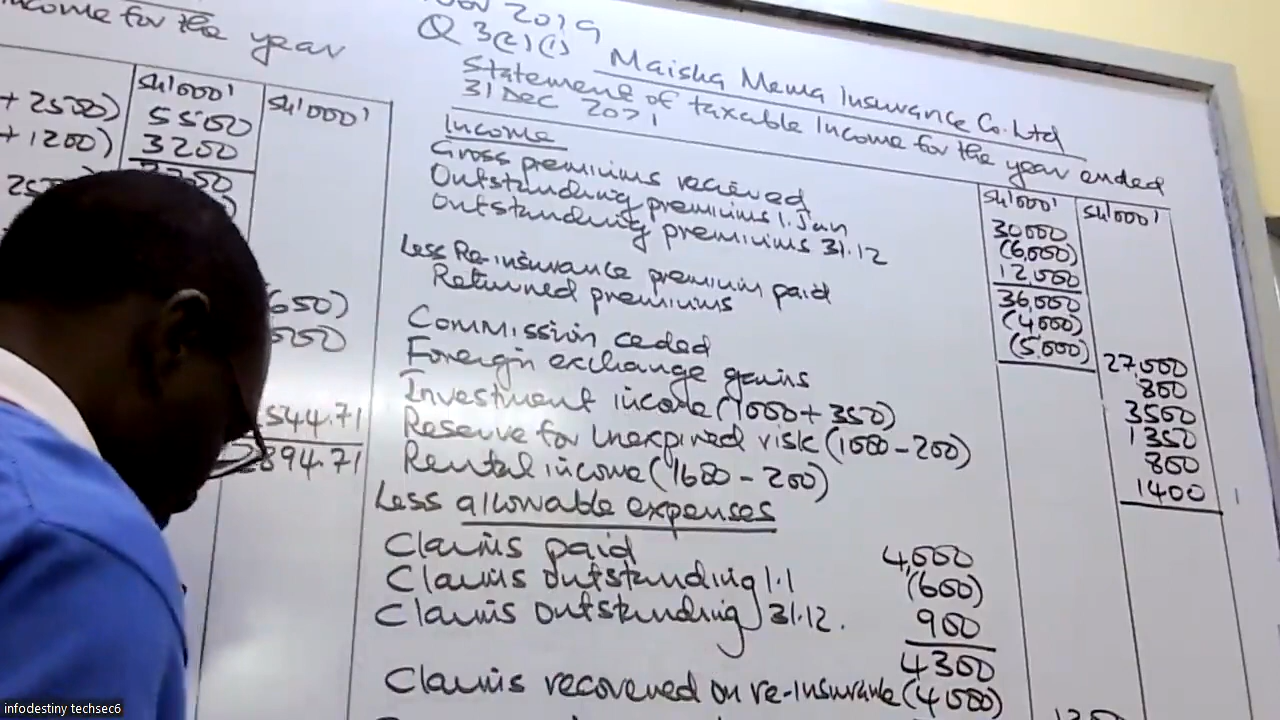 income for the year
sh'000' sh'000'
+ 2500) 5500
+ 1200) 3200
650)
544.71
894.71
Nov 2019
Q 3(c)(i) Maisha Mema Insurance Co. Ltd
Statement of taxable income for the year ended
31 Dec 2021
sh'000' sh'000'
Income
Gross premiums recieved 30000
Outstanding premiums 1. Jan (6,000)
Outstanding premiums 31.12 12,000
36,000
Less Re-insurance premium paid (4,000)
Returned premiums (5,000) 27,000
Commission ceded 800
Foreign exchange gains 3500
Investment income (1000 + 350) 1350
Reserve for unexpired risk (1000 - 200) 800
Rental income (1600 - 200) 1400
Less allowable expenses
Claims paid 4,000
Claims outstanding 1.1 (600)
Claims outstanding 31.12. 900
4300
Claims recovered on re-insurance (4000)
infodestiny techsec6